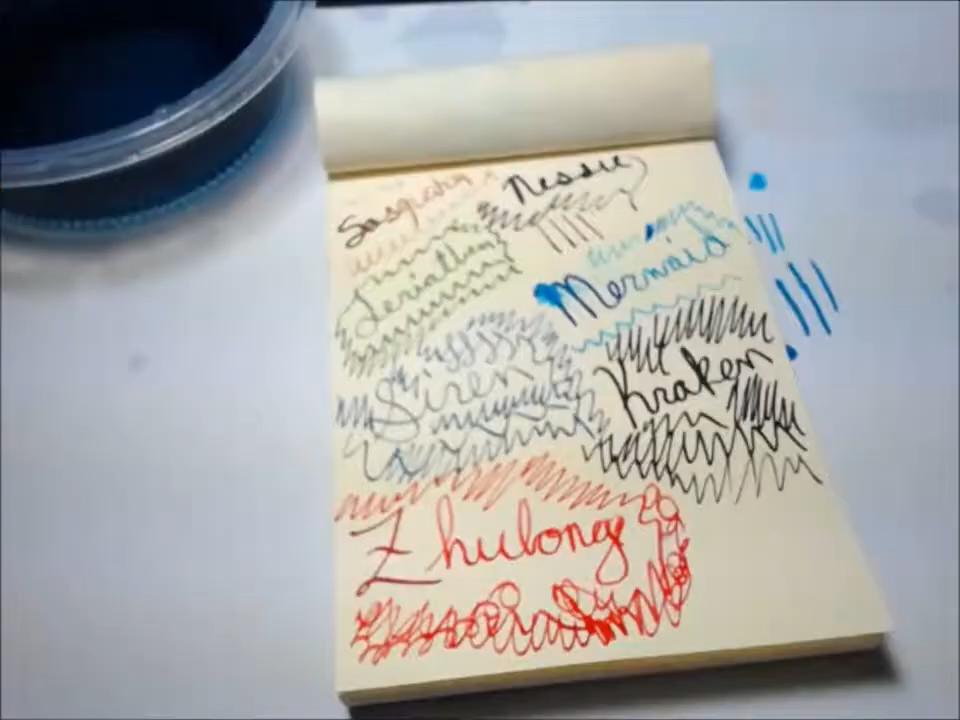 Sasquatch Nessie
Leviathan Mermaid
Siren Kraken
Zhulong